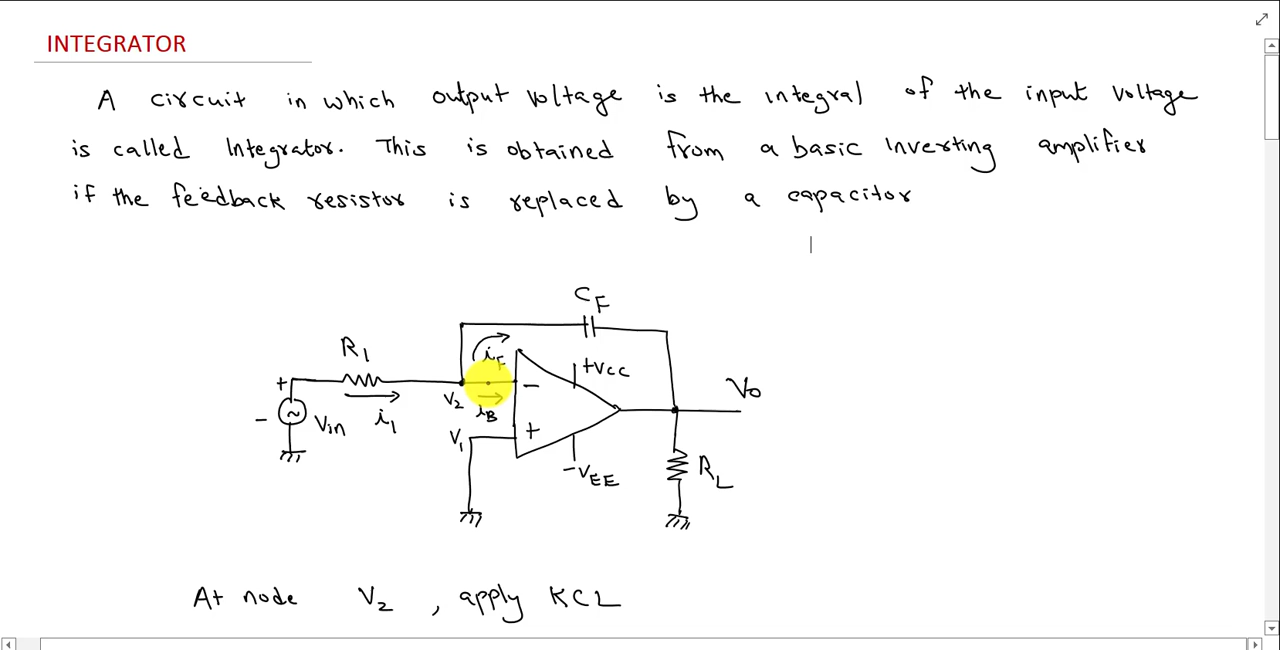 INTEGRATOR
A circuit in which output voltage is the integral of the input voltage
is called Integrator. This is obtained from a basic inverting amplifier
if the feedback resistor is replaced by a capacitor
CF
R1
iF
+VCC
+
-
Vin
i1
V2
iB
-
V1
+
-VEE
Vo
RL
At node V2 , apply KCL